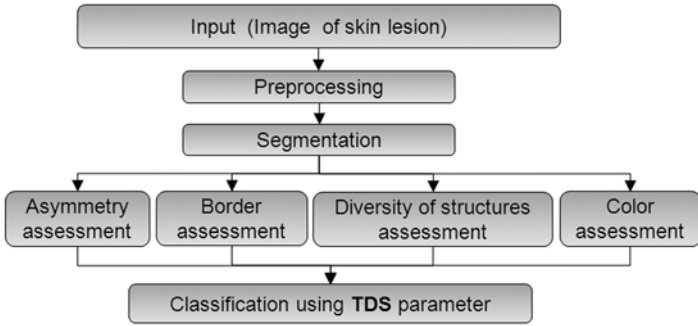 Input (Image of skin lesion)
Preprocessing
Segmentation
Asymmetry
assessment
Border
assessment
Diversity of structures
assessment
Color
assessment
Classification using TDS parameter